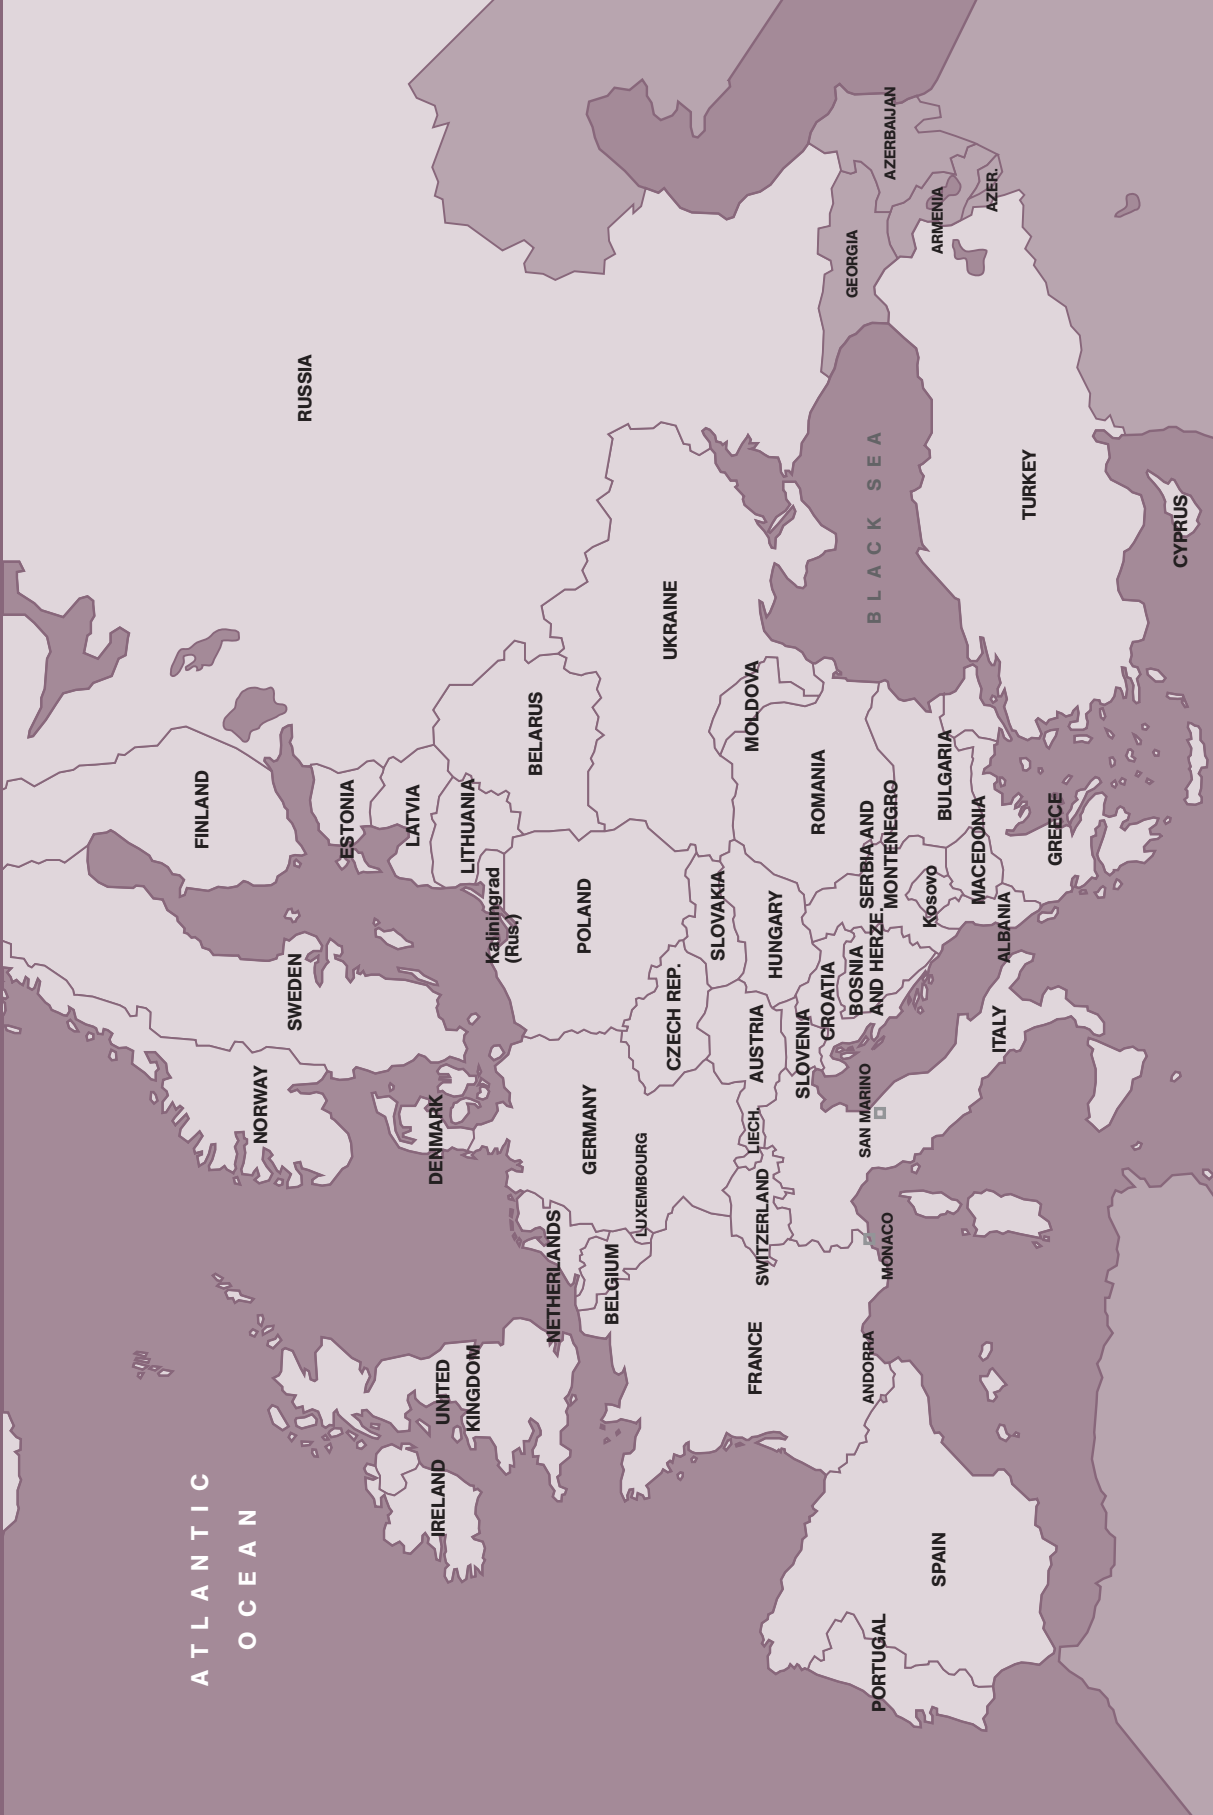 ATLANTIC
OCEAN
NORWAY
SWEDEN
FINLAND
RUSSIA
ESTONIA
LATVIA
LITHUANIA
Kaliningrad
(Rus.)
DENMARK
IRELAND
UNITED
KINGDOM
NETHERLANDS
BELGIUM
LUXEMBOURG
GERMANY
POLAND
BELARUS
UKRAINE
CZECH REP.
SLOVAKIA
MOLDOVA
FRANCE
SWITZERLAND
LIECH.
AUSTRIA
HUNGARY
ROMANIA
SLOVENIA
CROATIA
BOSNIA
AND HERZE.
SERBIA AND
MONTENEGRO
Kosovo
BULGARIA
MACEDONIA
ALBANIA
GREECE
ITALY
SAN MARINO
MONACO
ANDORRA
SPAIN
PORTUGAL
BLACK SEA
GEORGIA
AZERBAIJAN
ARMENIA
AZER.
TURKEY
CYPRUS